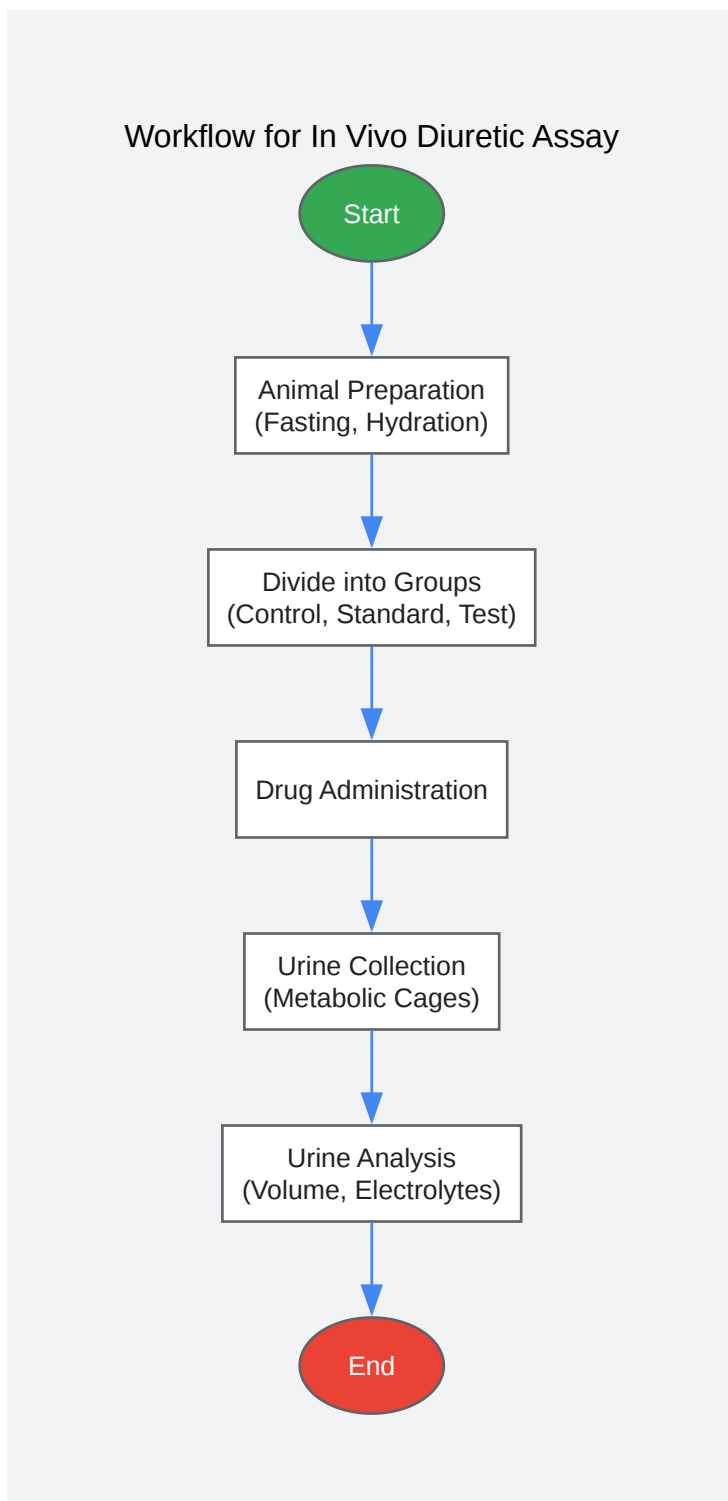 Workflow for In Vivo Diuretic Assay
Start
Animal Preparation
(Fasting, Hydration)
Divide into Groups
(Control, Standard, Test)
Drug Administration
Urine Collection
(Metabolic Cages)
Urine Analysis
(Volume, Electrolytes)
End